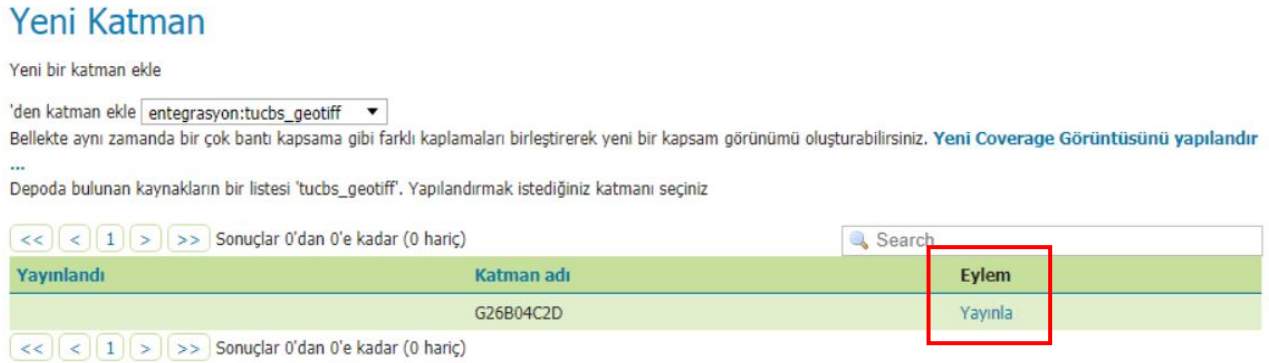 Yeni Katman
Yeni bir katman ekle
'den katman ekle entegrasyon:tucbs_geotiff
Bellekte aynı zamanda bir çok bantı kapsama gibi farklı kaplamaları birleştirerek yeni bir kapsam görünümü oluşturabilirsiniz. Yeni Coverage Görüntüsünü yapılandır
...
Depoda bulunan kaynakların bir listesi 'tucbs_geotiff'. Yapılandırmak istediğiniz katmanı seçiniz
<< < 1 > >> Sonuçlar 0'dan 0'e kadar (0 hariç) Search
Yayınlandı Katman adı Eylem
G26B04C2D Yayınla
<< < 1 > >> Sonuçlar 0'dan 0'e kadar (0 hariç)